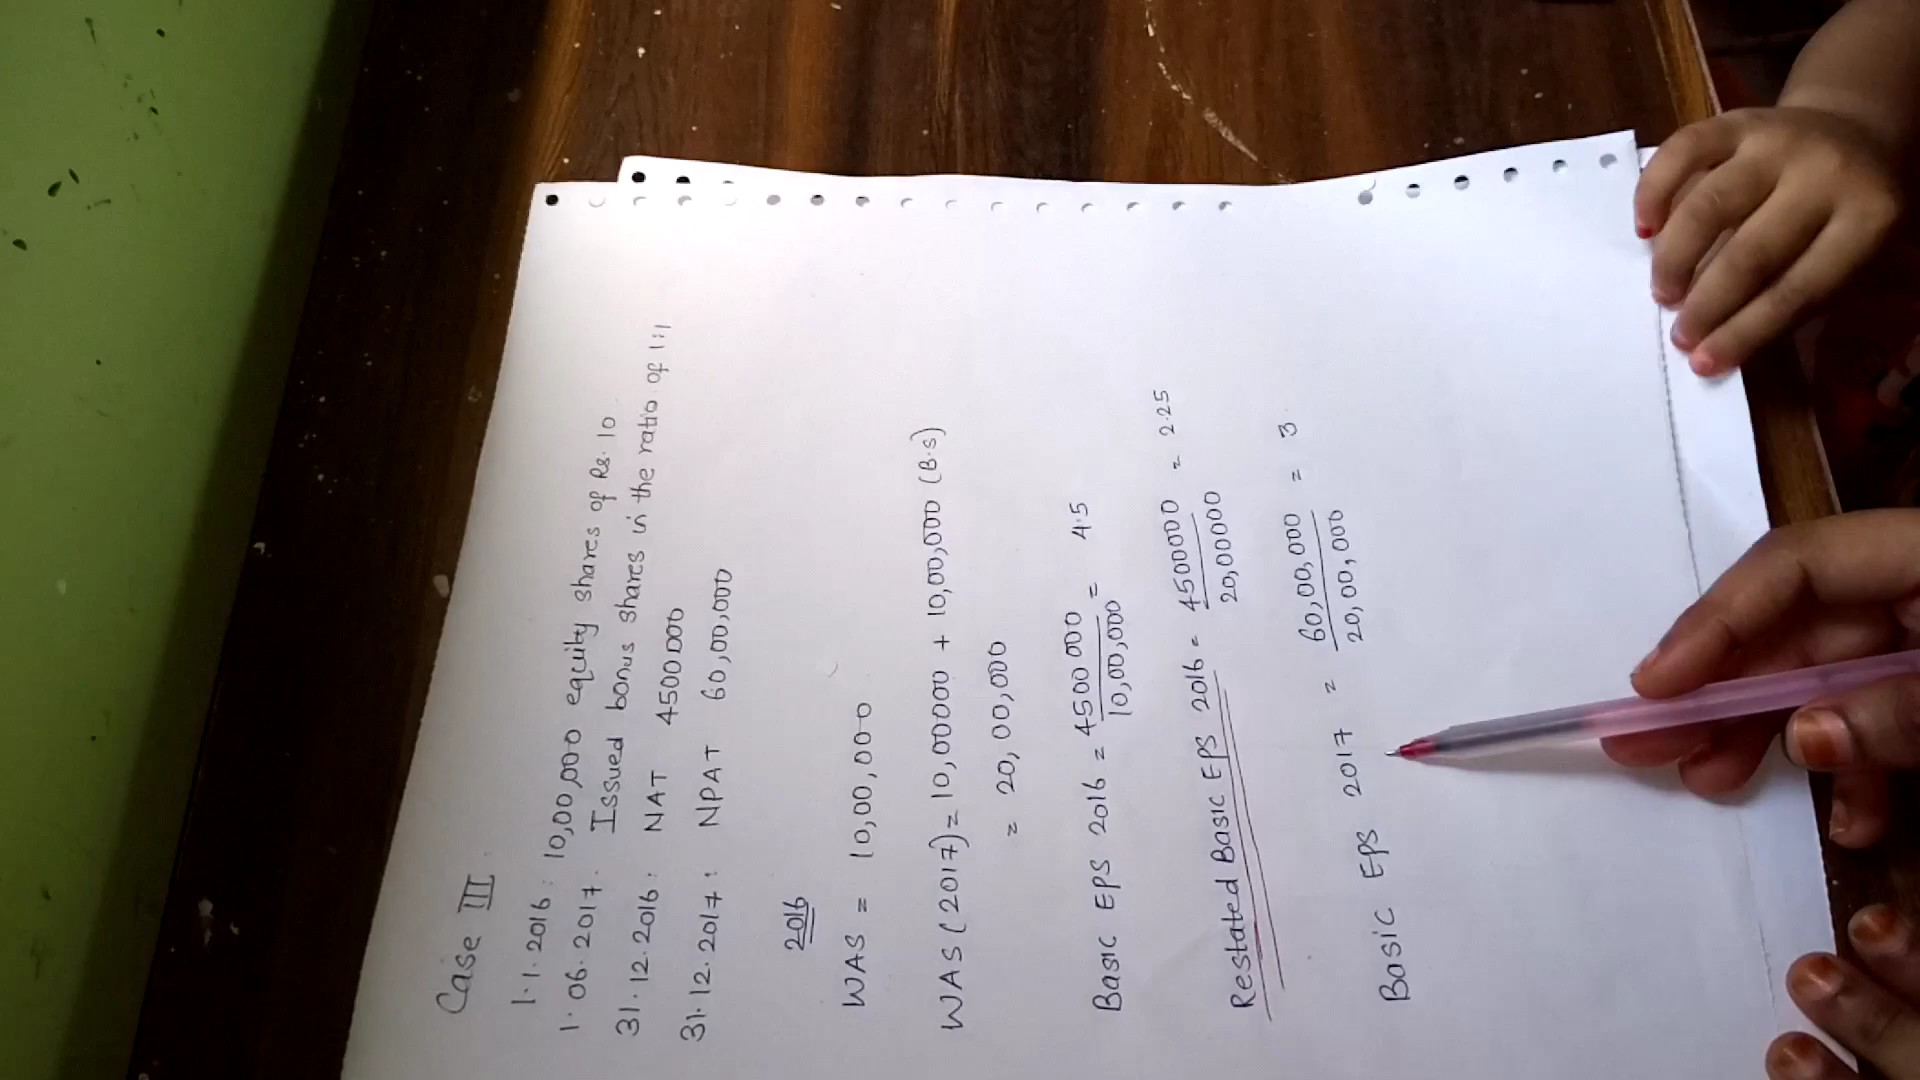 Case III
1.1.2016: 10,00,000 equity shares of Rs. 10
1.06.2017. Issued bonus shares in the ratio of 1:1
31.12.2016: NAT 4500000
31.12.2017: NPAT 60,00,000
2016
WAS = 10,00,000
WAS (2017) = 10,00000 + 10,00,000 (B.S)
= 20,00,000
Basic EPS 2016 = 4500000 / 10,00,000 = 4.5
Restated Basic EPS 2016 = 4500000 / 20,00000 = 2.25
Basic EPS 2017 = 60,00,000 / 20,00,000 = 3